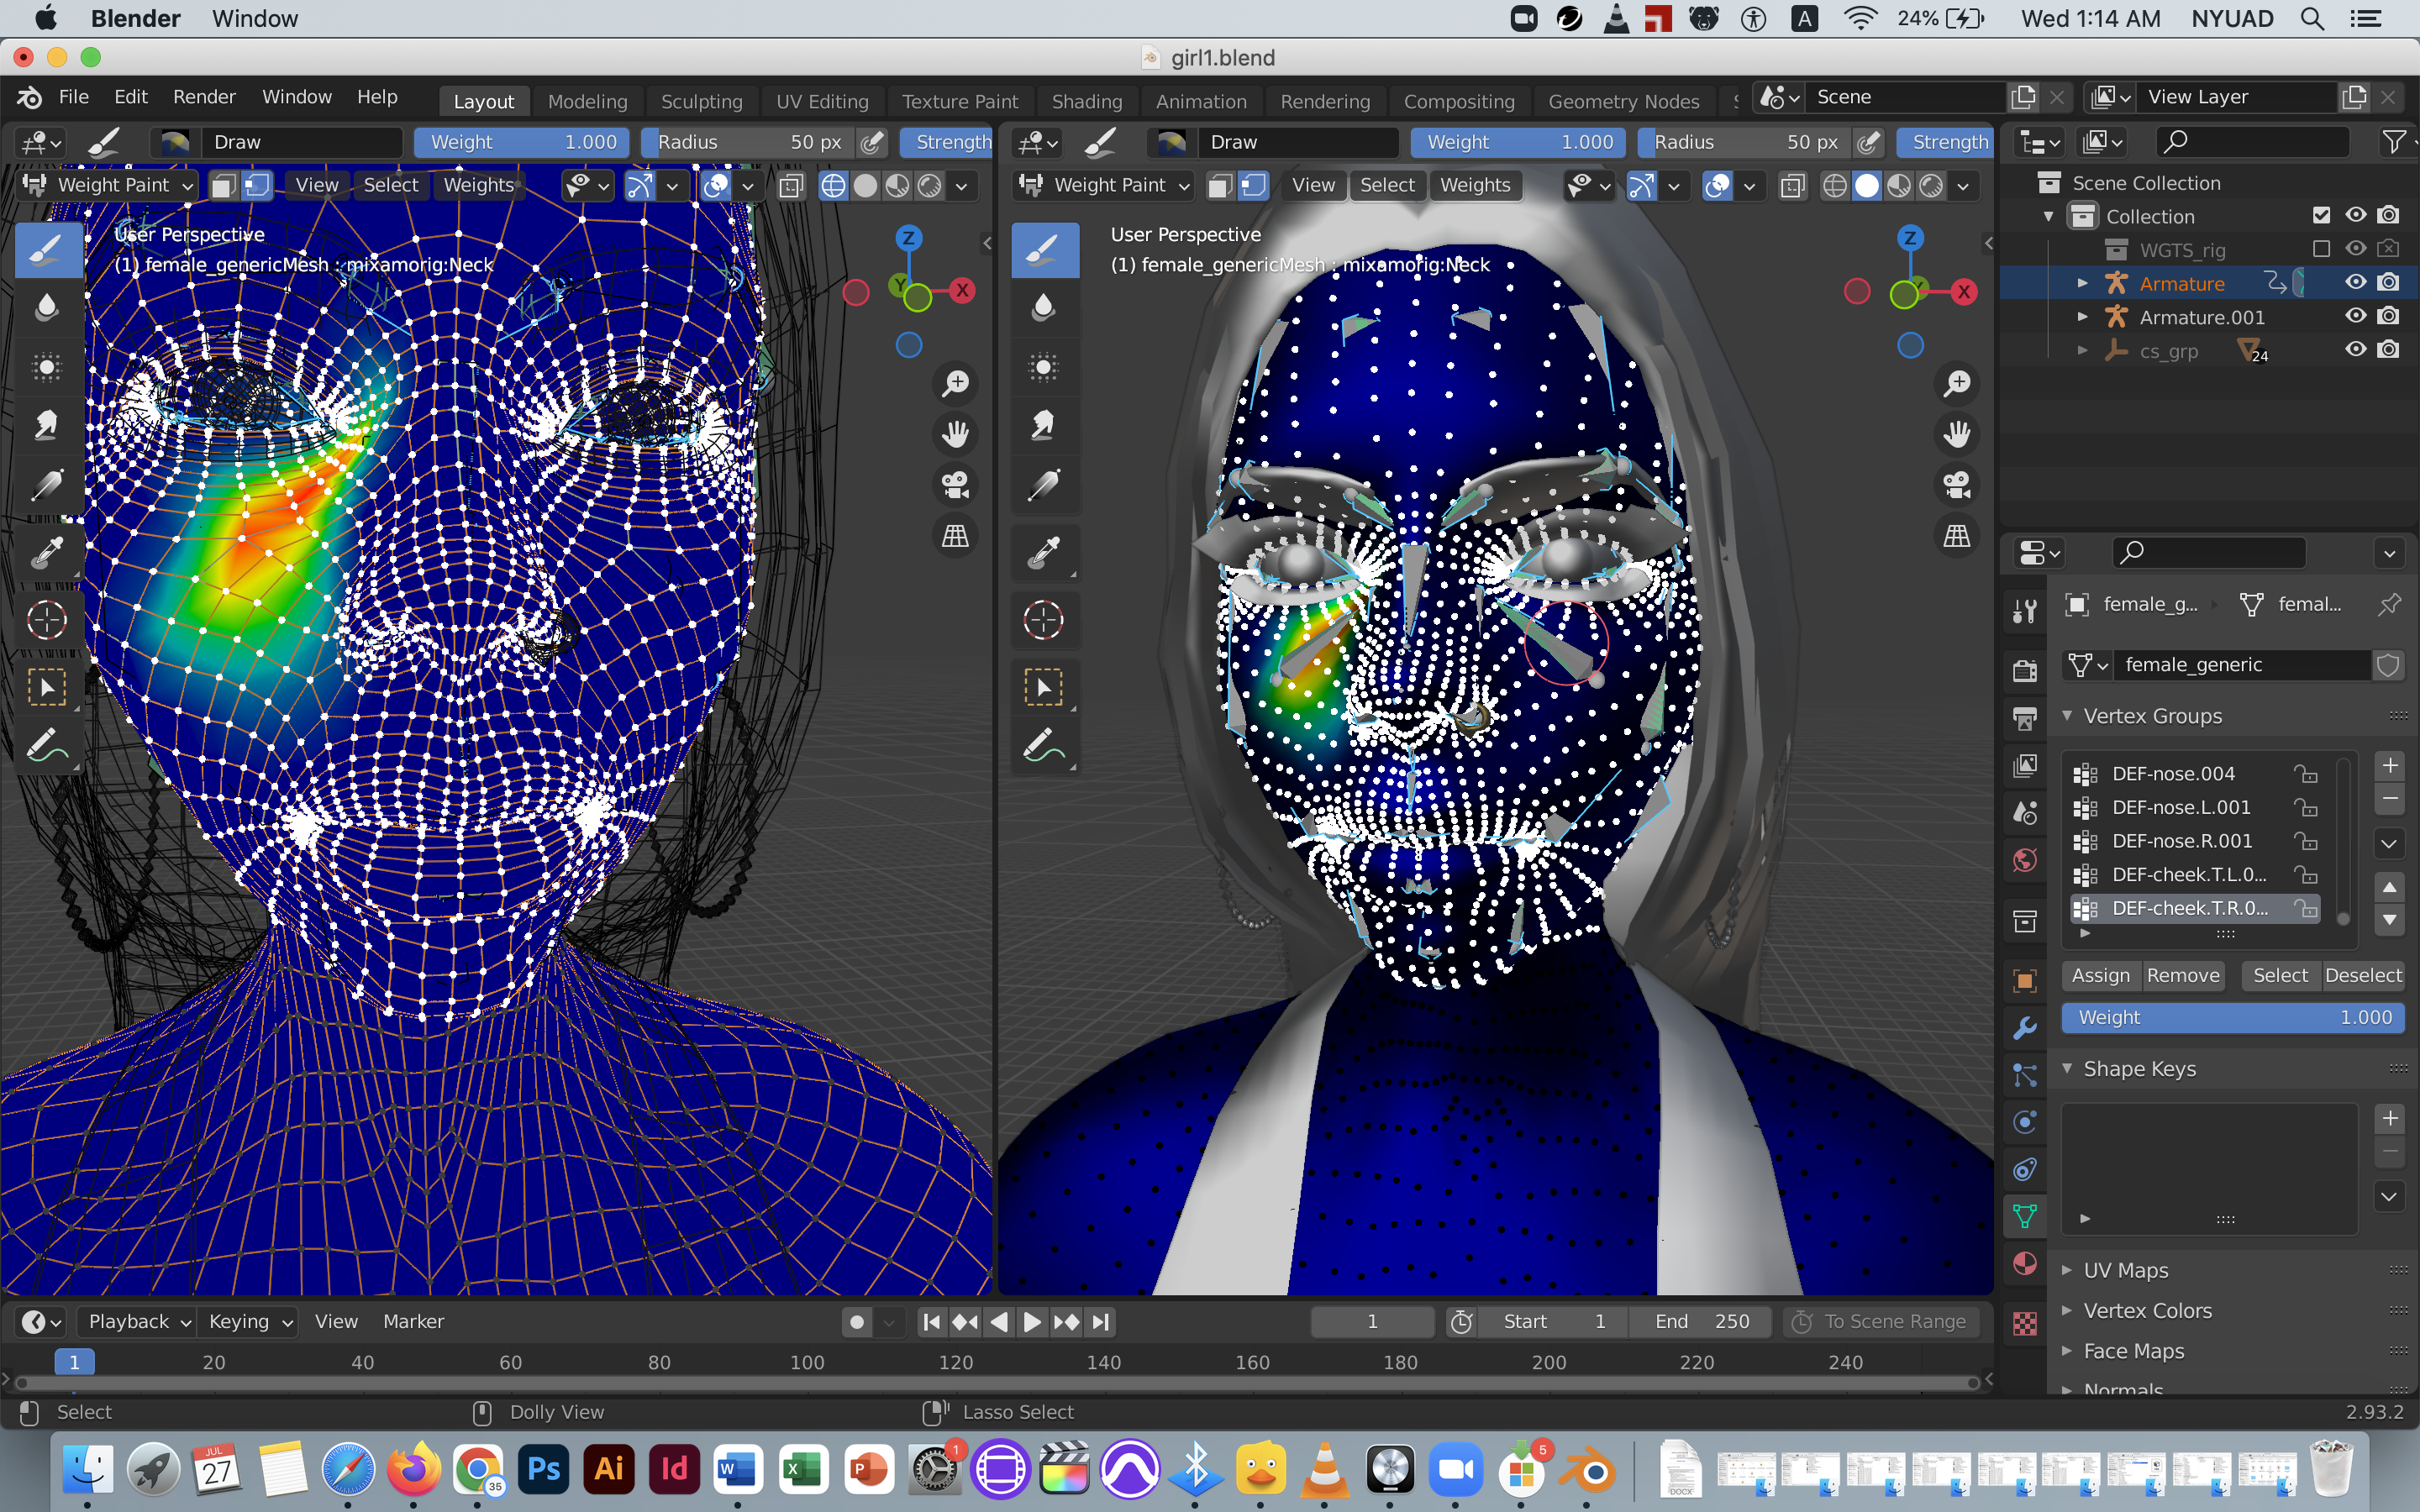 Blender Window
A 24% Wed 1:14 AM NYUAD
girl1.blend
File Edit Render Window Help Layout Modeling Sculpting UV Editing Texture Paint Shading Animation Rendering Compositing Geometry Nodes Scene View Layer
Draw Weight 1.000 Radius 50 px Strength
Draw Weight 1.000 Radius 50 px Strength
Weight Paint View Select Weights
Weight Paint View Select Weights
User Perspective
(1) female_genericMesh : mixamorig:Neck
Z
Y
X
User Perspective
(1) female_genericMesh : mixamorig:Neck
Z
Y
X
Scene Collection
Collection
WGTS_rig
Armature
Armature.001
cs_grp 24
female_g... femal...
female_generic
Vertex Groups
DEF-nose.004
DEF-nose.L.001
DEF-nose.R.001
DEF-cheek.T.L.0...
DEF-cheek.T.R.0...
Assign Remove Select Deselect
Weight 1.000
Shape Keys
UV Maps
Vertex Colors
Face Maps
Normals
Playback Keying View Marker 1 Start 1 End 250 To Scene Range
1 20 40 60 80 100 120 140 160 180 200 220 240
Select Dolly View Lasso Select 2.93.2
JUL
27
35
Ps Ai Id W X P
1
5
DOCX